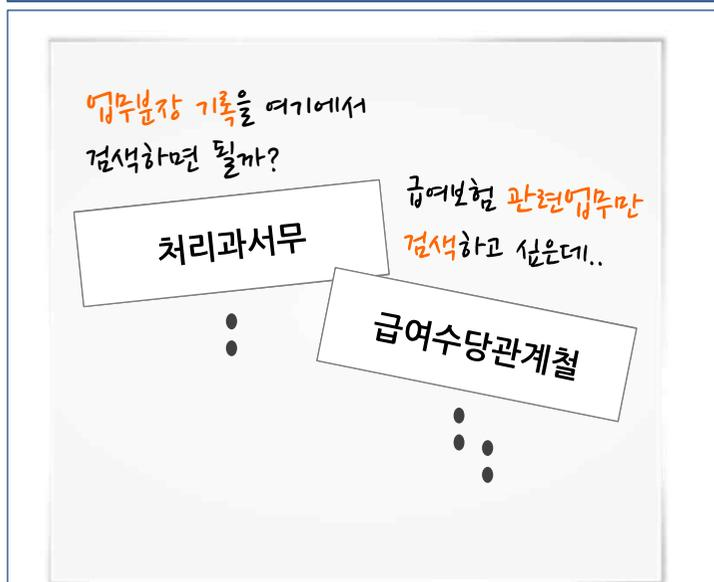 업무분장 기록을 여기에서
검색하면 될까?
처리과서무
급여보험 관련업무만
검색하고 싶은데..
급여수당관계철